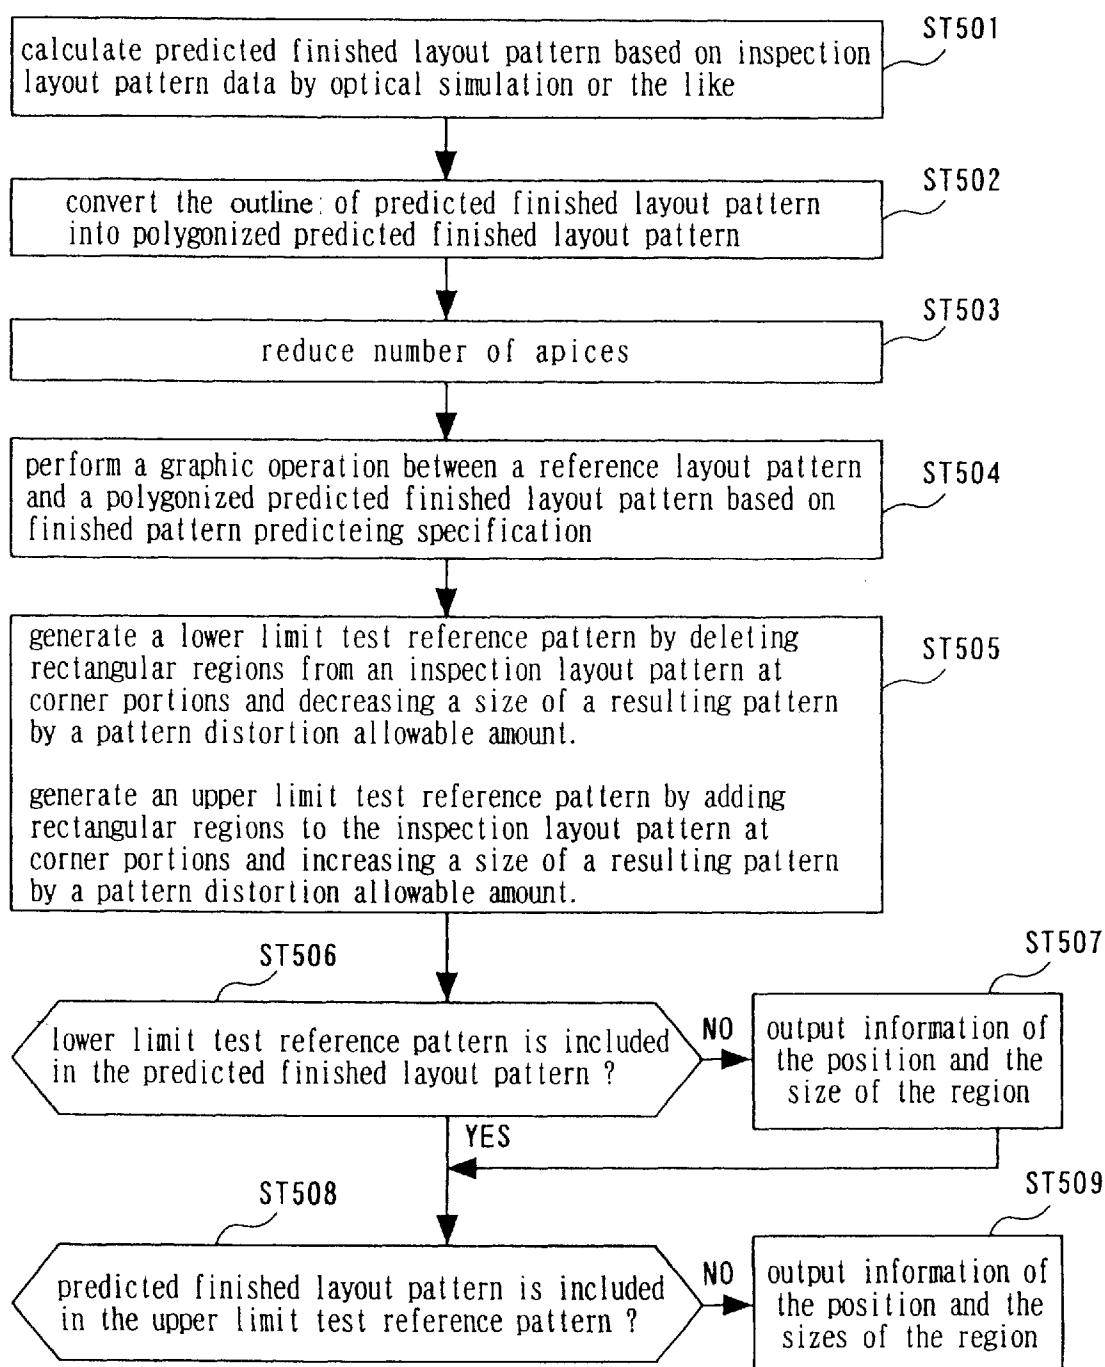 ST501
calculate predicted finished layout pattern based on inspection
layout pattern data by optical simulation or the like
ST502
convert the outline: of predicted finished layout pattern
into polygonized predicted finished layout pattern
ST503
reduce number of apices
ST504
perform a graphic operation between a reference layout pattern
and a polygonized predicted finished layout pattern based on
finished pattern predicteing specification
ST505
generate a lower limit test reference pattern by deleting
rectangular regions from an inspection layout pattern at
corner portions and decreasing a size of a resulting pattern
by a pattern distortion allowable amount.
generate an upper limit test reference pattern by adding
rectangular regions to the inspection layout pattern at
corner portions and increasing a size of a resulting pattern
by a pattern distortion allowable amount.
ST506
lower limit test reference pattern is included
in the predicted finished layout pattern ?
NO
ST507
output information of
the position and the
size of the region
YES
ST508
predicted finished layout pattern is included
in the upper limit test reference pattern ?
NO
ST509
output information of
the position and the
sizes of the region